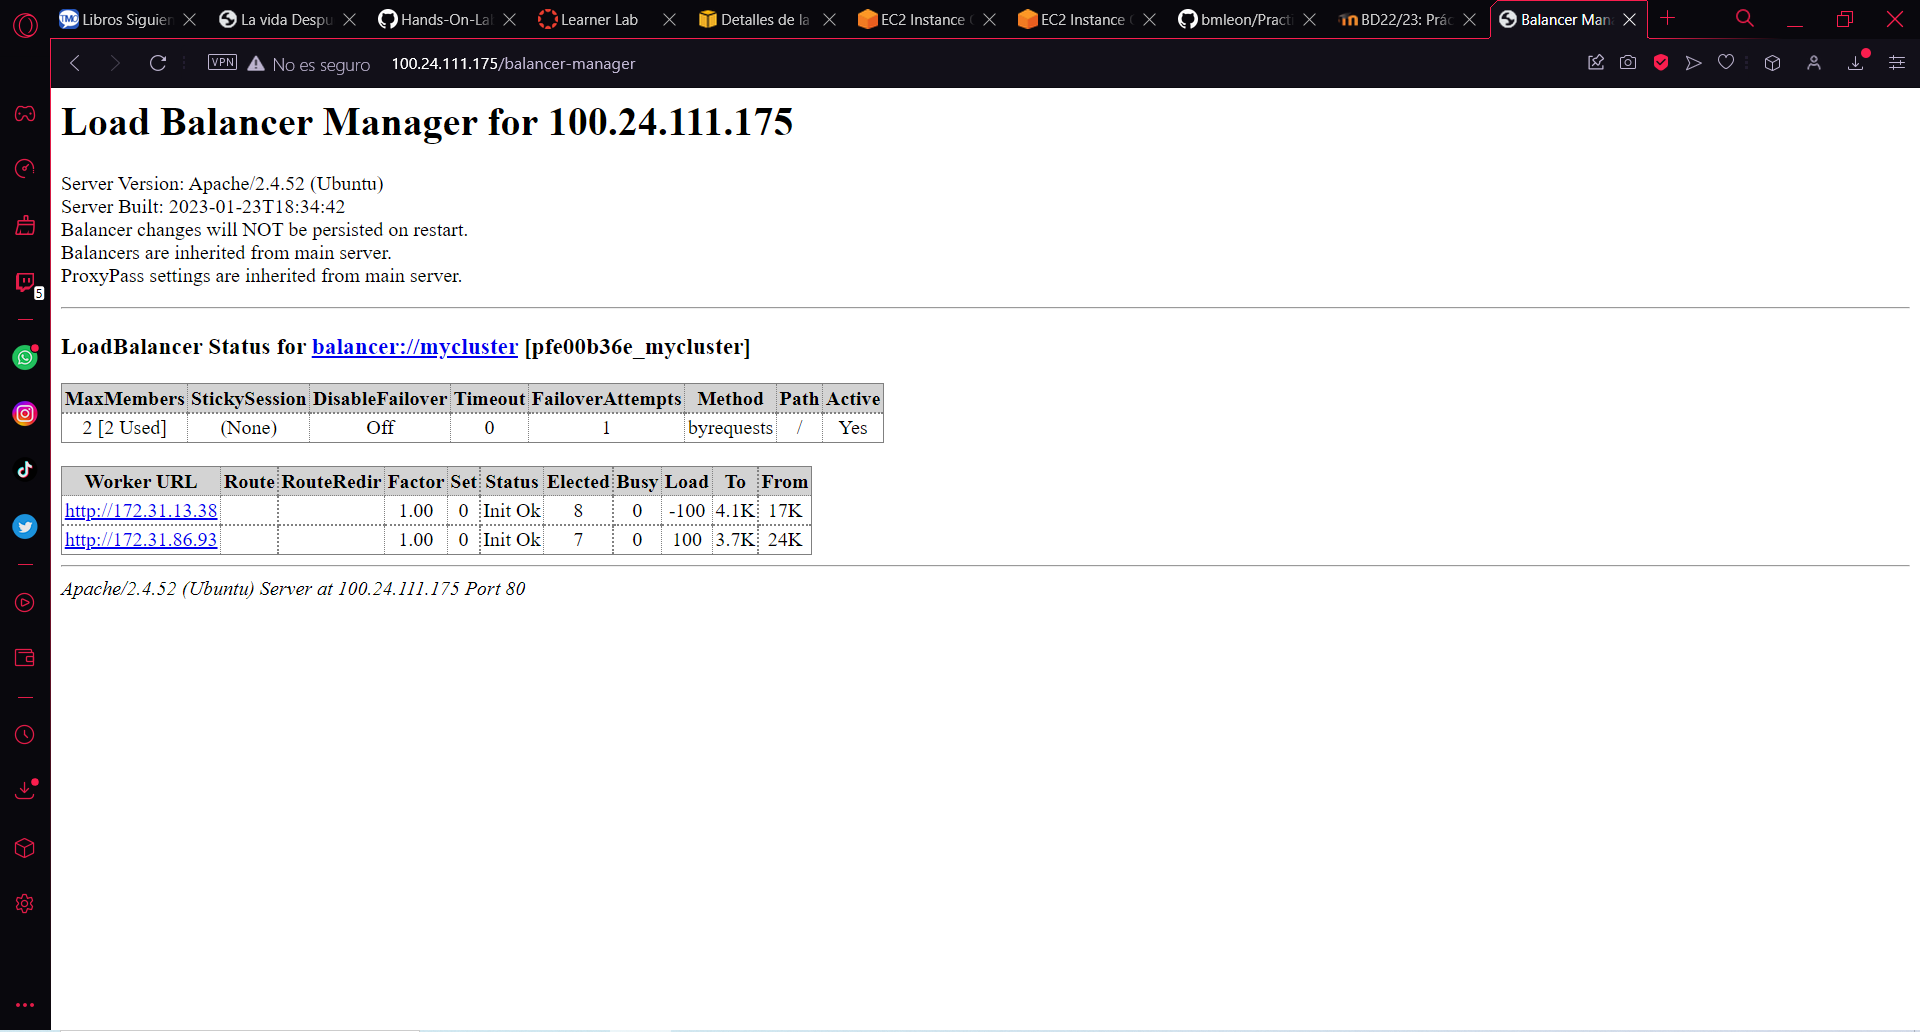 Libros Siguien
La vida Despu
Hands-On-Lab
Learner Lab
Detalles de la
EC2 Instance
EC2 Instance
bmleon/Practi
BD22/23: Prác
Balancer Man
VPN No es seguro 100.24.111.175/balancer-manager
5
Load Balancer Manager for 100.24.111.175
Server Version: Apache/2.4.52 (Ubuntu)
Server Built: 2023-01-23T18:34:42
Balancer changes will NOT be persisted on restart.
Balancers are inherited from main server.
ProxyPass settings are inherited from main server.
LoadBalancer Status for balancer://mycluster [pfe00b36e_mycluster]
MaxMembers StickySession DisableFailover Timeout FailoverAttempts Method Path Active
2 [2 Used] (None) Off 0 1 byrequests / Yes
Worker URL Route RouteRedir Factor Set Status Elected Busy Load To From
http://172.31.13.38 1.00 0 Init Ok 8 0 -100 4.1K 17K
http://172.31.86.93 1.00 0 Init Ok 7 0 100 3.7K 24K
Apache/2.4.52 (Ubuntu) Server at 100.24.111.175 Port 80